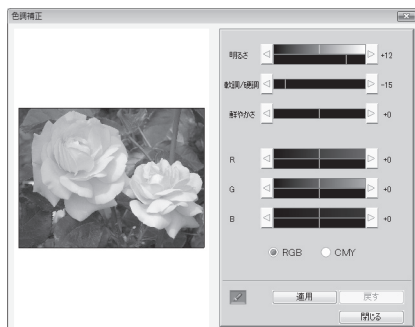 色調補正
明るさ +12
軟調/硬調 -15
鮮やかさ +0
R +0
G +0
B +0
RGB CMY
適用 戻す
閉じる